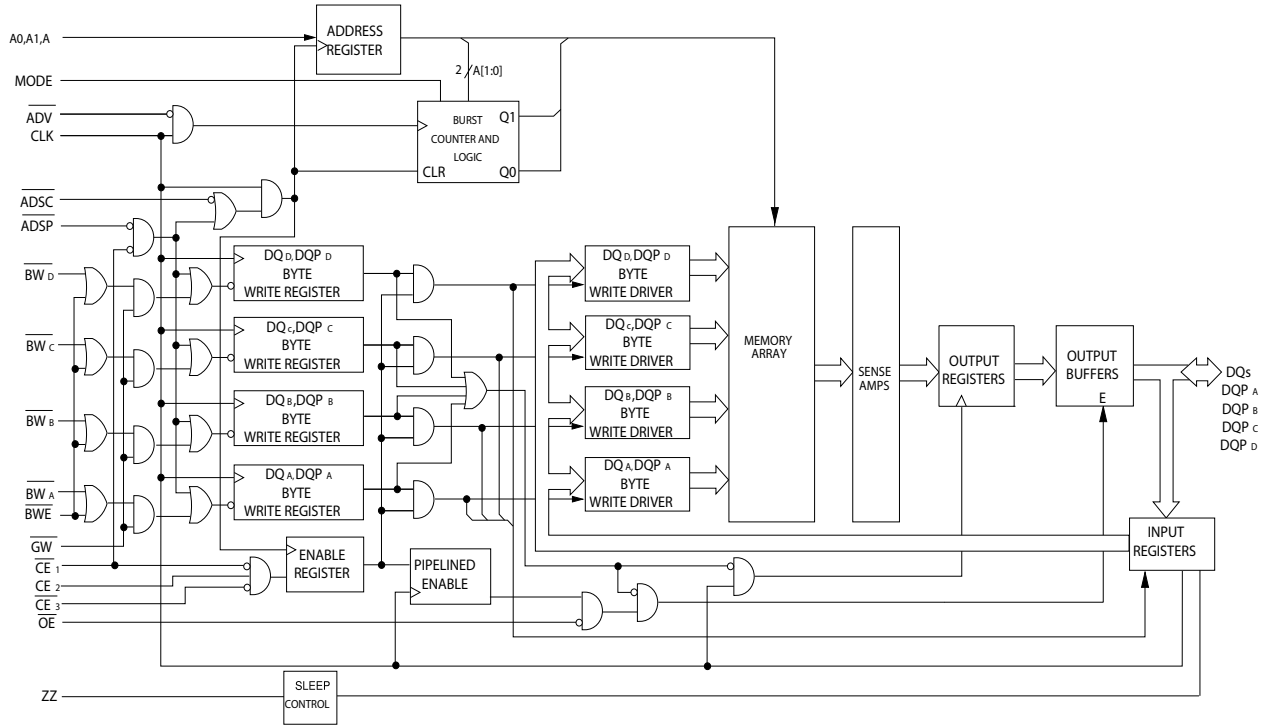 A0,A1,A
ADDRESS
REGISTER
MODE
2
A[1:0]
ADV
CLK
BURST
COUNTER AND
LOGIC
Q1
CLR
Q0
ADSC
ADSP
BW D
DQ D, DQP D
BYTE
WRITE REGISTER
DQ D, DQP D
BYTE
WRITE DRIVER
BW C
DQ c, DQP C
BYTE
WRITE REGISTER
DQ c, DQP C
BYTE
WRITE DRIVER
MEMORY
ARRAY
SENSE
AMPS
OUTPUT
REGISTERS
OUTPUT
BUFFERS
E
DQs
DQP A
DQP B
DQP C
DQP D
BW B
DQ B, DQP B
BYTE
WRITE REGISTER
DQ B, DQP B
BYTE
WRITE DRIVER
BW A
BWE
DQ A, DQP A
BYTE
WRITE REGISTER
DQ A, DQP A
BYTE
WRITE DRIVER
GW
CE 1
CE 2
CE 3
OE
ENABLE
REGISTER
PIPELINED
ENABLE
INPUT
REGISTERS
ZZ
SLEEP
CONTROL